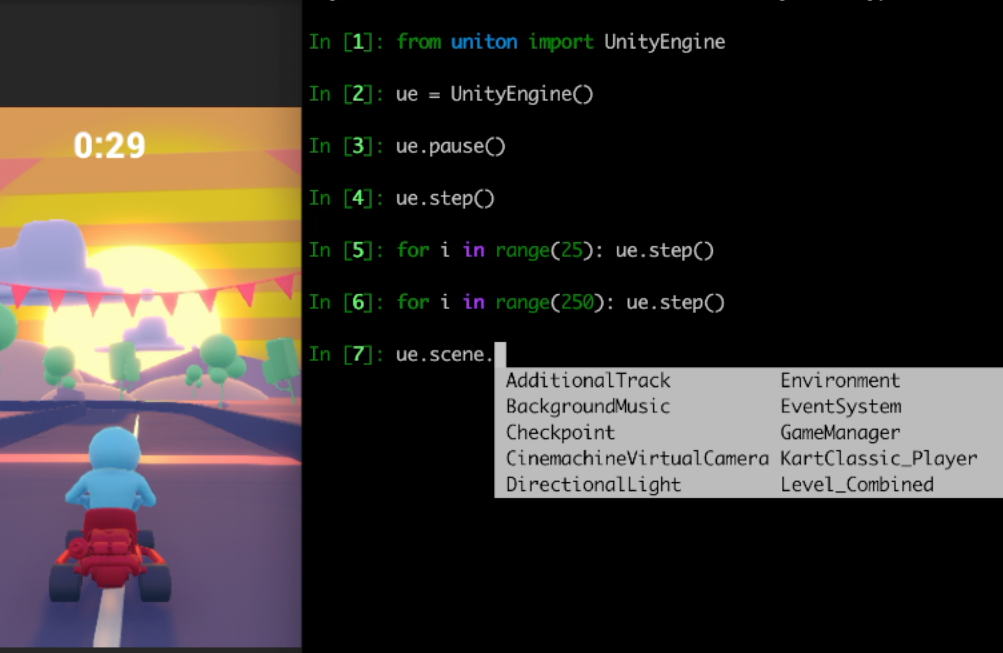 0:29
In [1]: from uniton import UnityEngine
In [2]: ue = UnityEngine()
In [3]: ue.pause()
In [4]: ue.step()
In [5]: for i in range(25): ue.step()
In [6]: for i in range(250): ue.step()
In [7]: ue.scene.
AdditionalTrack Environment
BackgroundMusic EventSystem
Checkpoint GameManager
CinemachineVirtualCamera KartClassic_Player
DirectionalLight Level_Combined